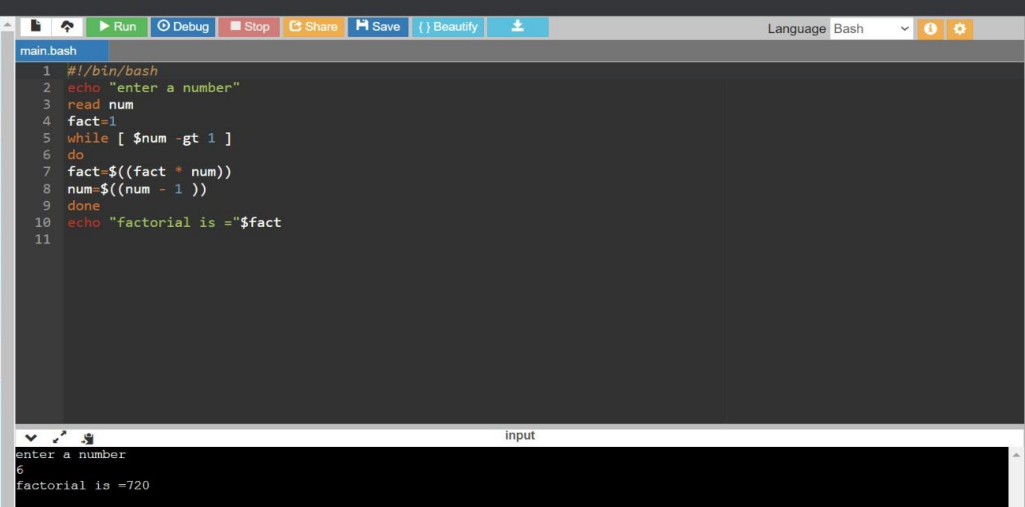 Run Debug Stop Share Save { } Beautify Language Bash
main.bash
1 #!/bin/bash
2 echo "enter a number"
3 read num
4 fact=1
5 while [ $num -gt 1 ]
6 do
7 fact=$((fact * num))
8 num=$((num - 1 ))
9 done
10 echo "factorial is ="$fact
11
input
enter a number
6
factorial is =720